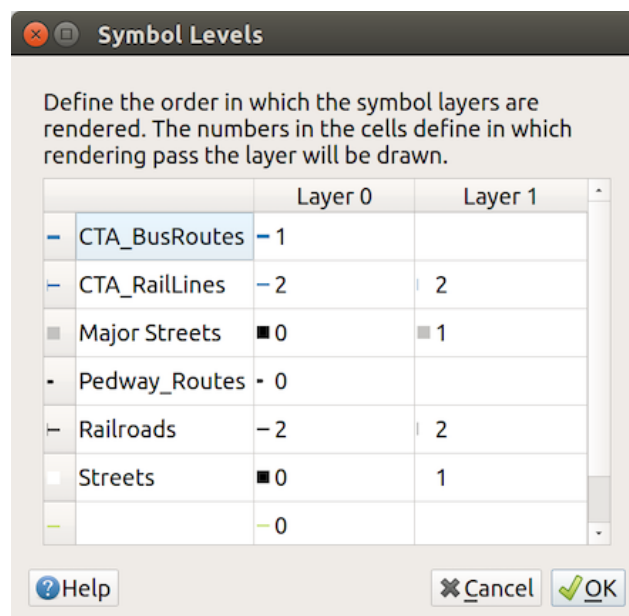 Symbol Levels
Define the order in which the symbol layers are
rendered. The numbers in the cells define in which
rendering pass the layer will be drawn.
Layer 0 Layer 1
CTA_BusRoutes 1
CTA_RailLines 2 2
Major Streets 0 1
Pedway_Routes 0
Railroads 2 2
Streets 0 1
0
Help Cancel OK